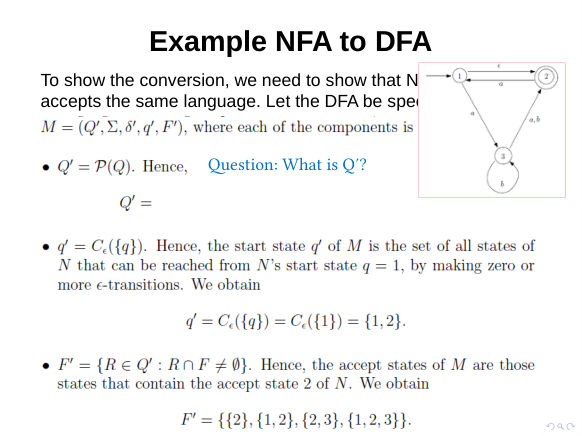 Example NFA to DFA
To show the conversion, we need to show that N
accepts the same language. Let the DFA be spe
M = (Q′, Σ, δ′, q′, F′), where each of the components is
• Q′ = P(Q). Hence, Question: What is Q′?
Q′ =
• q′ = Cϵ({q}). Hence, the start state q′ of M is the set of all states of
N that can be reached from N's start state q = 1, by making zero or
more ϵ-transitions. We obtain
q′ = Cϵ({q}) = Cϵ({1}) = {1, 2}.
• F′ = {R ∈ Q′ : R ∩ F ≠ ∅}. Hence, the accept states of M are those
states that contain the accept state 2 of N. We obtain
F′ = {{2}, {1, 2}, {2, 3}, {1, 2, 3}}.
ϵ
1
2
a
a
a,b
3
b